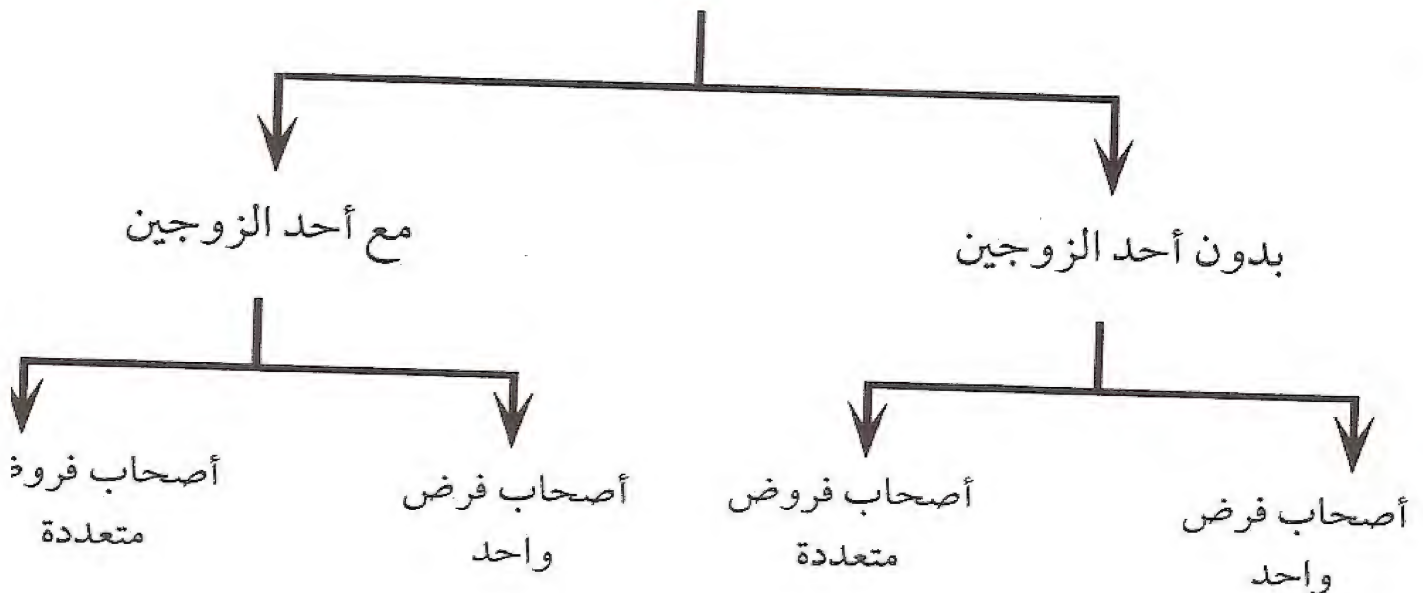 بدون أحد الزوجين
مع أحد الزوجين
أصحاب فرض
واحد
أصحاب فروض
متعددة
أصحاب فرض
واحد
أصحاب
متعددة